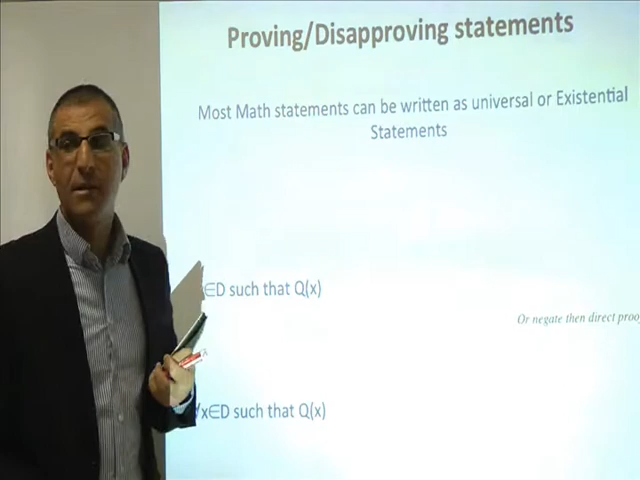 Proving/Disapproving statements
Most Math statements can be written as universal or Existential
Statements
∈D such that Q(x)
Or negate then direct
∀x∈D such that Q(x)